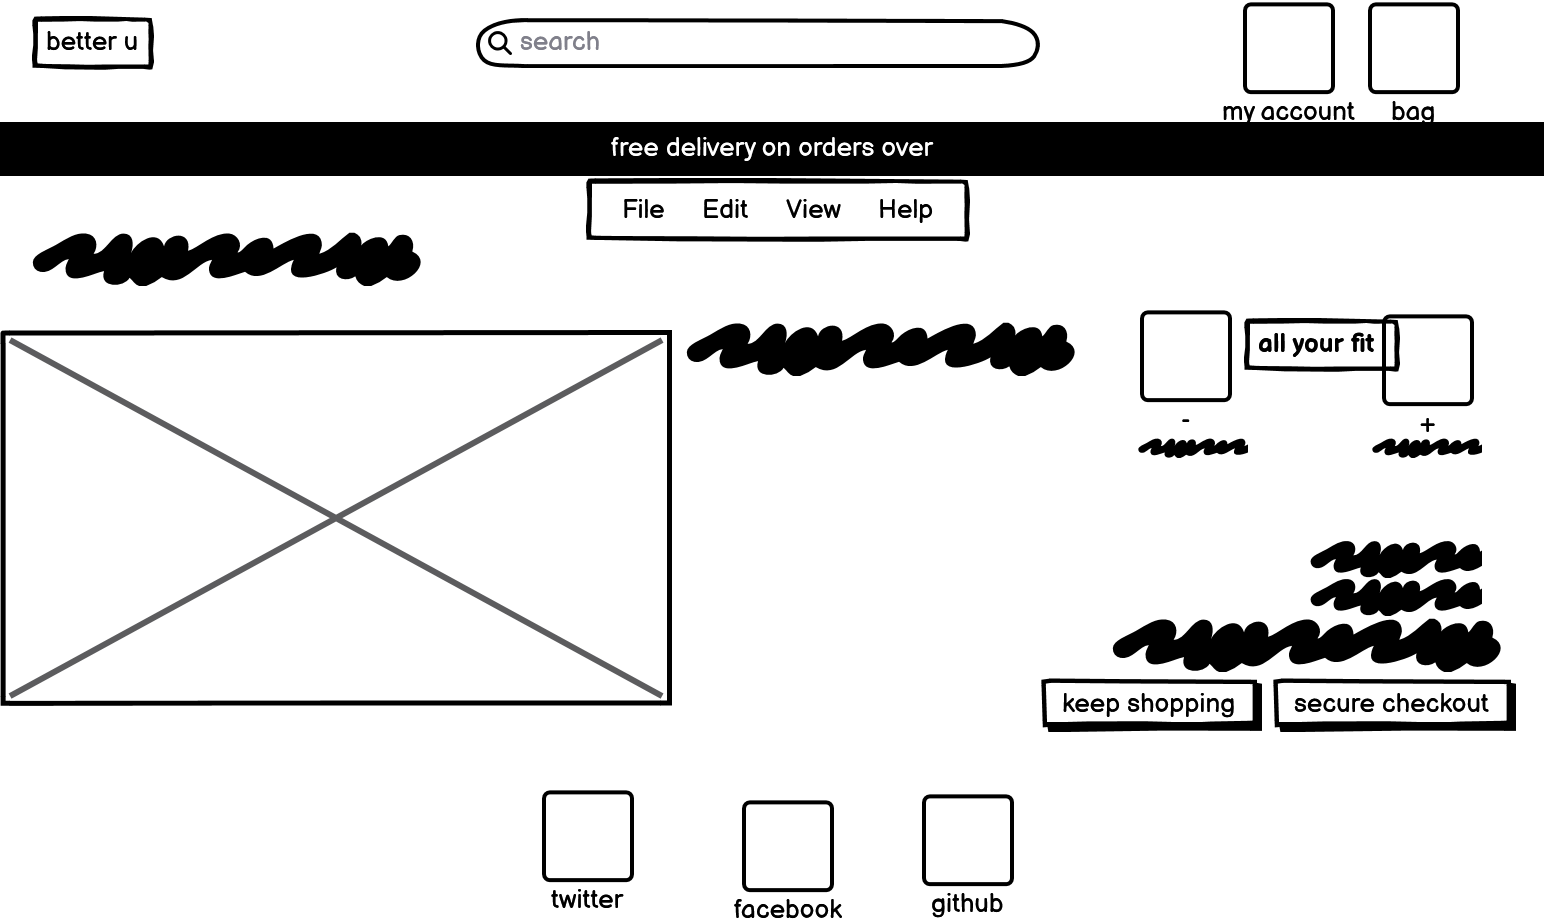 better u
search
my account
bag
free delivery on orders over
File Edit View Help
all your fit
-
+
keep shopping
secure checkout
twitter
facebook
github